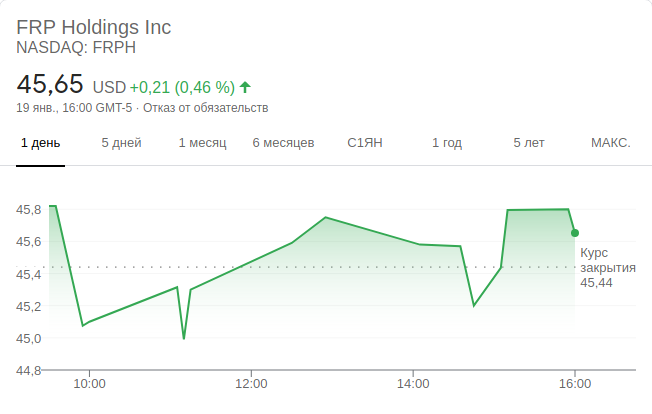 FRP Holdings Inc
NASDAQ: FRPH
45,65 USD +0,21 (0,46 %)
19 янв., 16:00 GMT-5 · Отказ от обязательств
1 день 5 дней 1 месяц 6 месяцев С1ЯН 1 год 5 лет МАКС.
45,8
45,6
45,4
45,2
45,0
44,8
Курс
закрытия
45,44
10:00 12:00 14:00 16:00